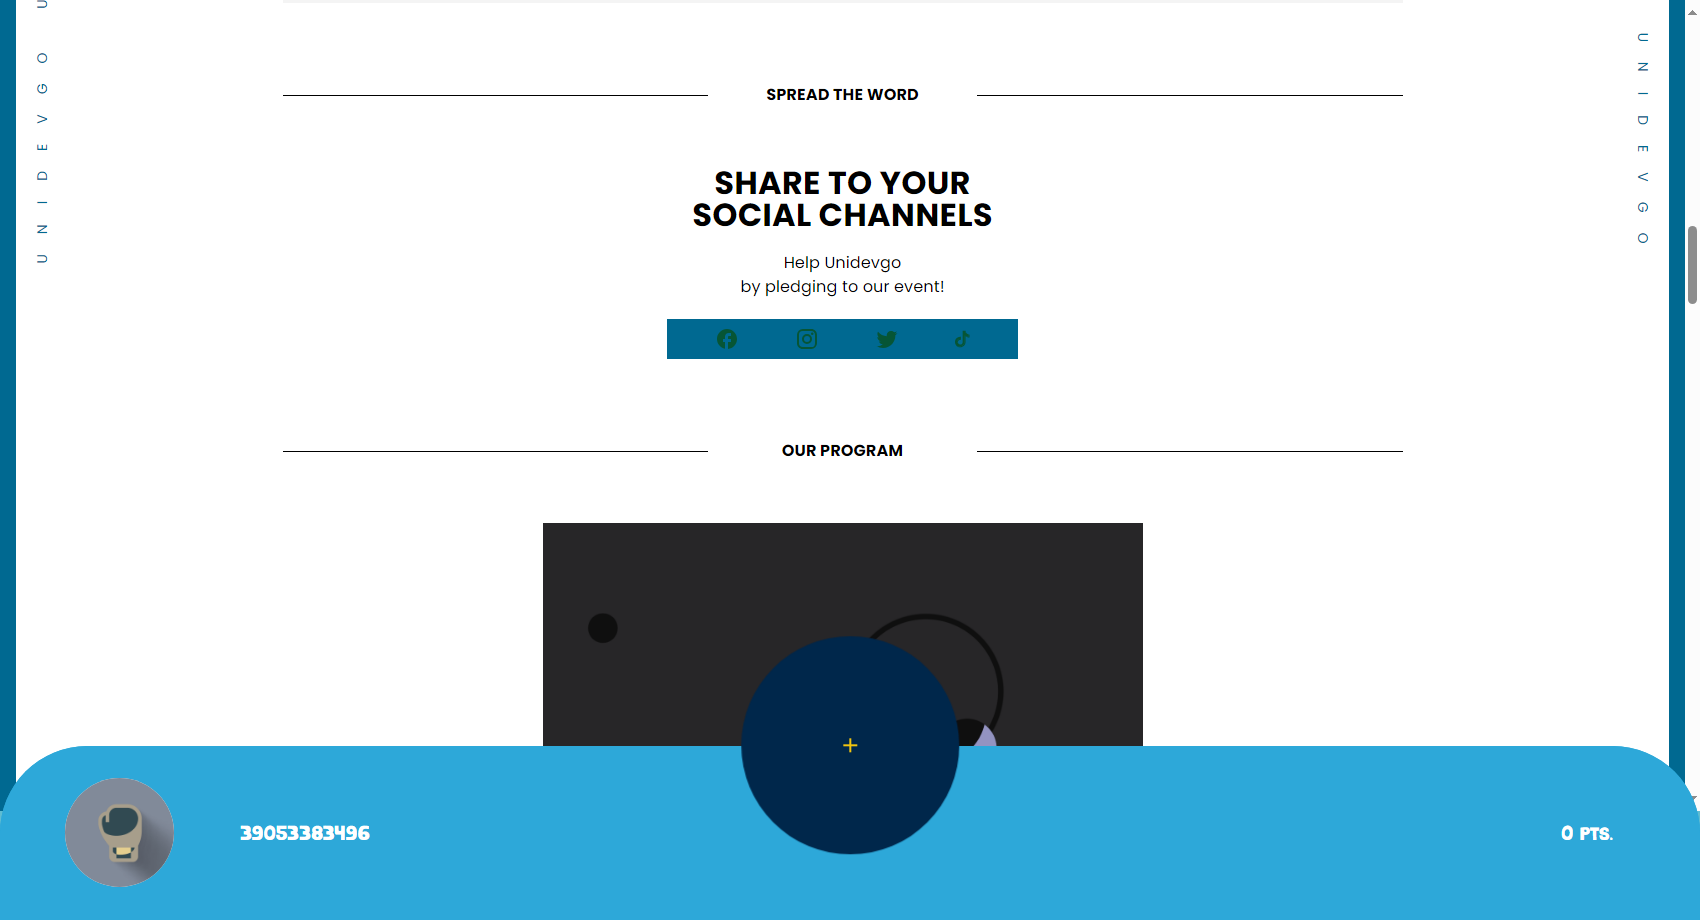 U N I D E V G O U
U N I D E V G O
SPREAD THE WORD
SHARE TO YOUR
SOCIAL CHANNELS
Help Unidevgo
by pledging to our event!
OUR PROGRAM
+
39053383496
0 PTS.